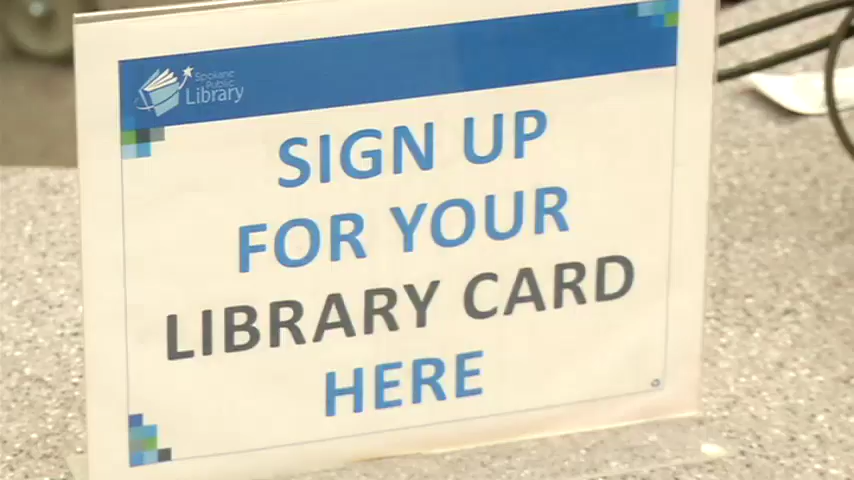 Spokane
Public
Library
SIGN UP
FOR YOUR
LIBRARY CARD
HERE